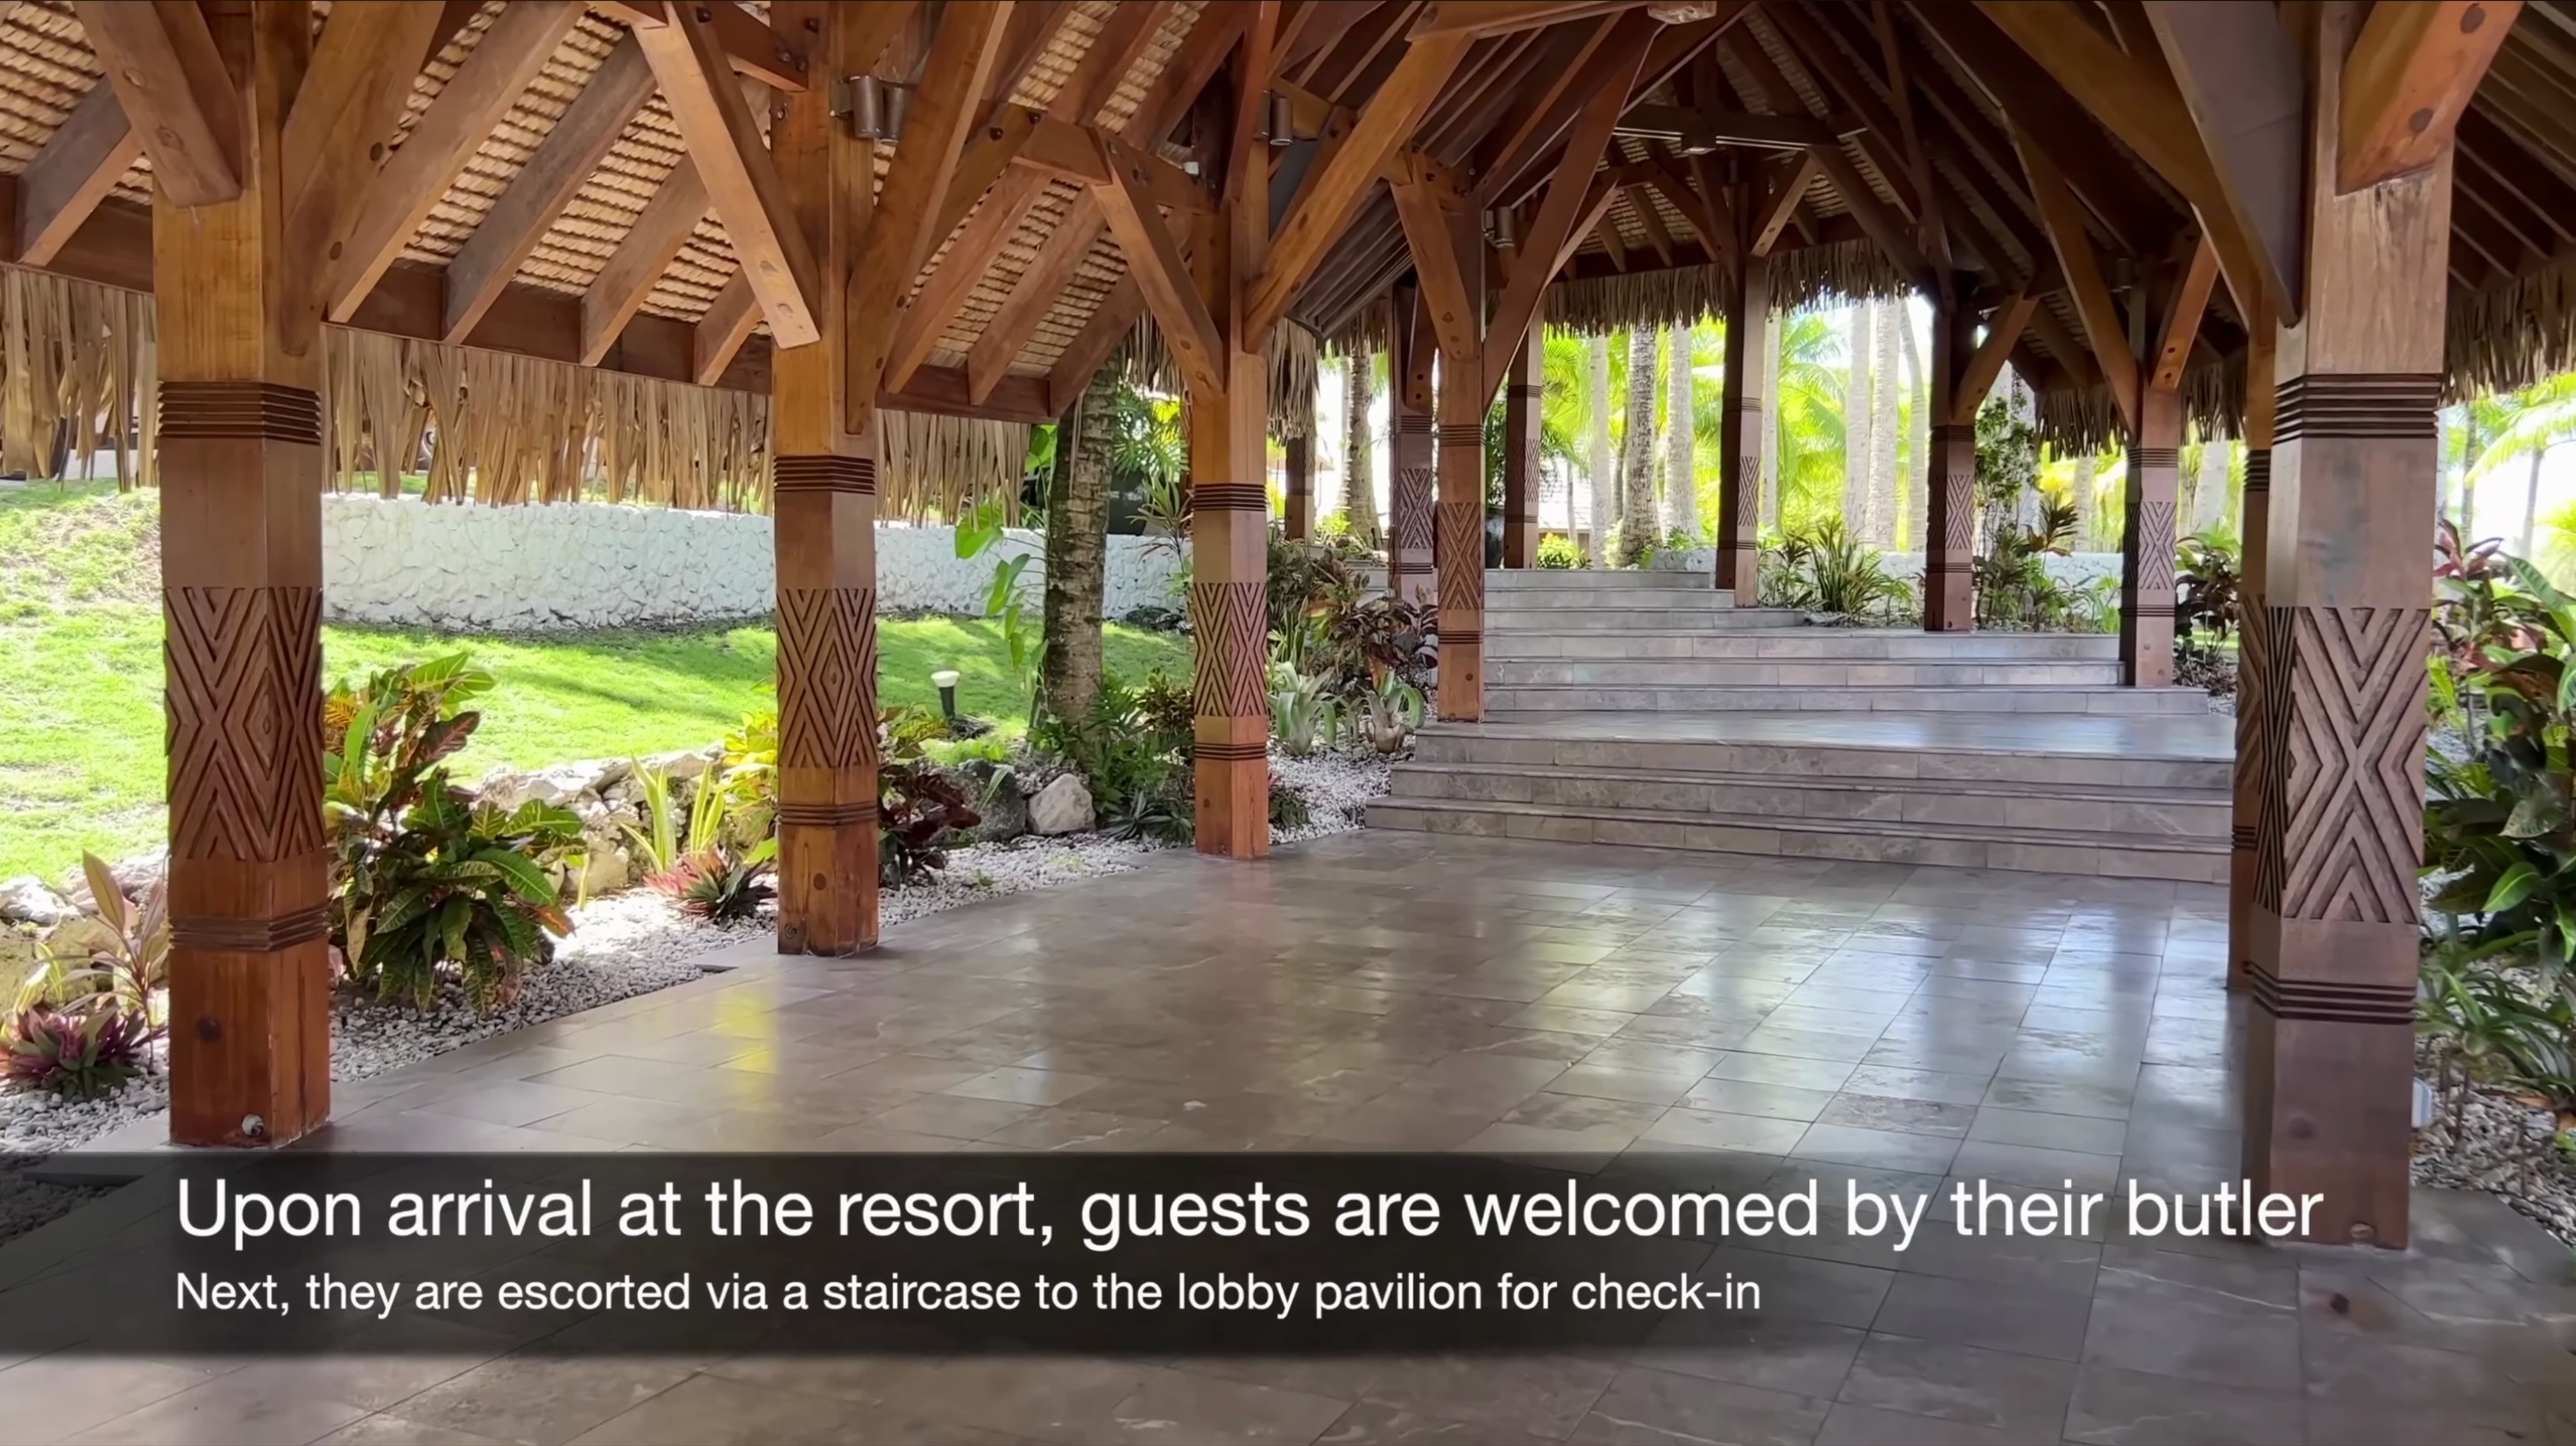 Upon arrival at the resort, guests are welcomed by their butler
Next, they are escorted via a staircase to the lobby pavilion for check-in